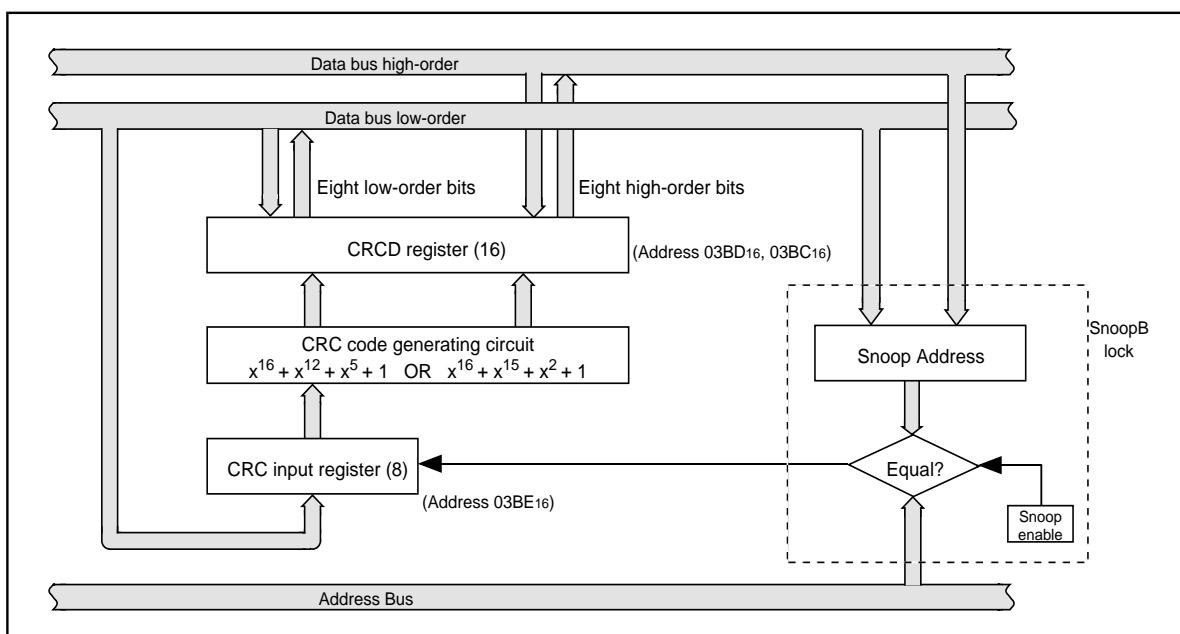 Data bus high-order
Data bus low-order
Eight low-order bits
Eight high-order bits
CRCD register (16)
(Address 03BD16, 03BC16)
SnoopB
lock
CRC code generating circuit
x16 + x12 + x5 + 1 OR x16 + x15 + x2 + 1
Snoop Address
CRC input register (8)
(Address 03BE16)
Equal?
Snoop
enable
Address Bus